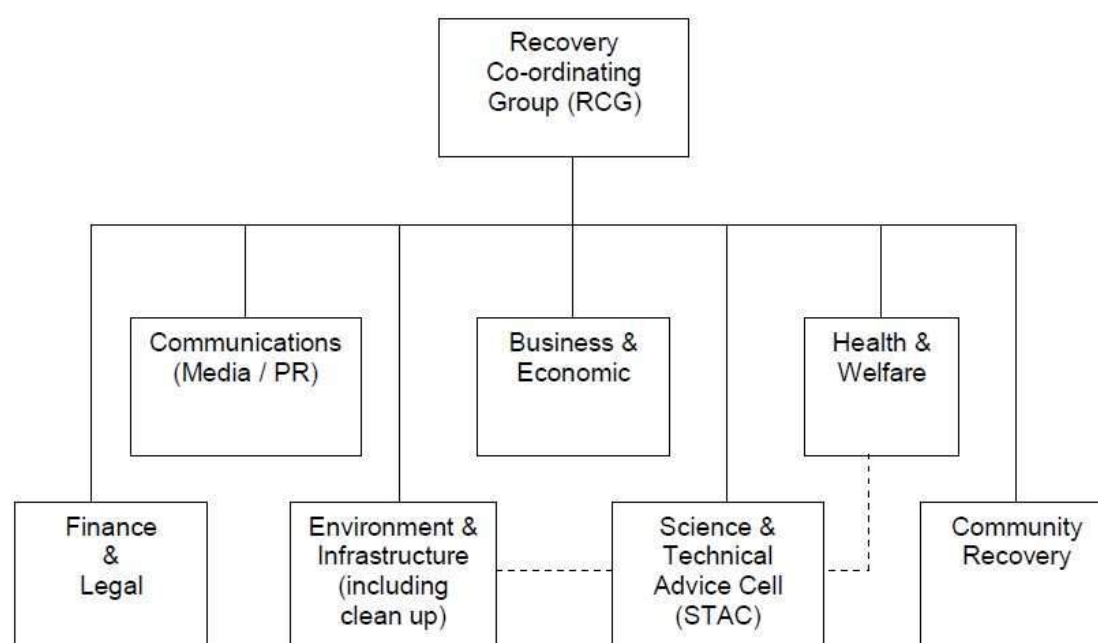 Recovery
Co-ordinating
Group (RCG)
Communications
(Media / PR)
Business &
Economic
Health &
Welfare
Finance
&
Legal
Environment &
Infrastructure
(including
clean up)
Science &
Technical
Advice Cell
(STAC)
Community
Recovery